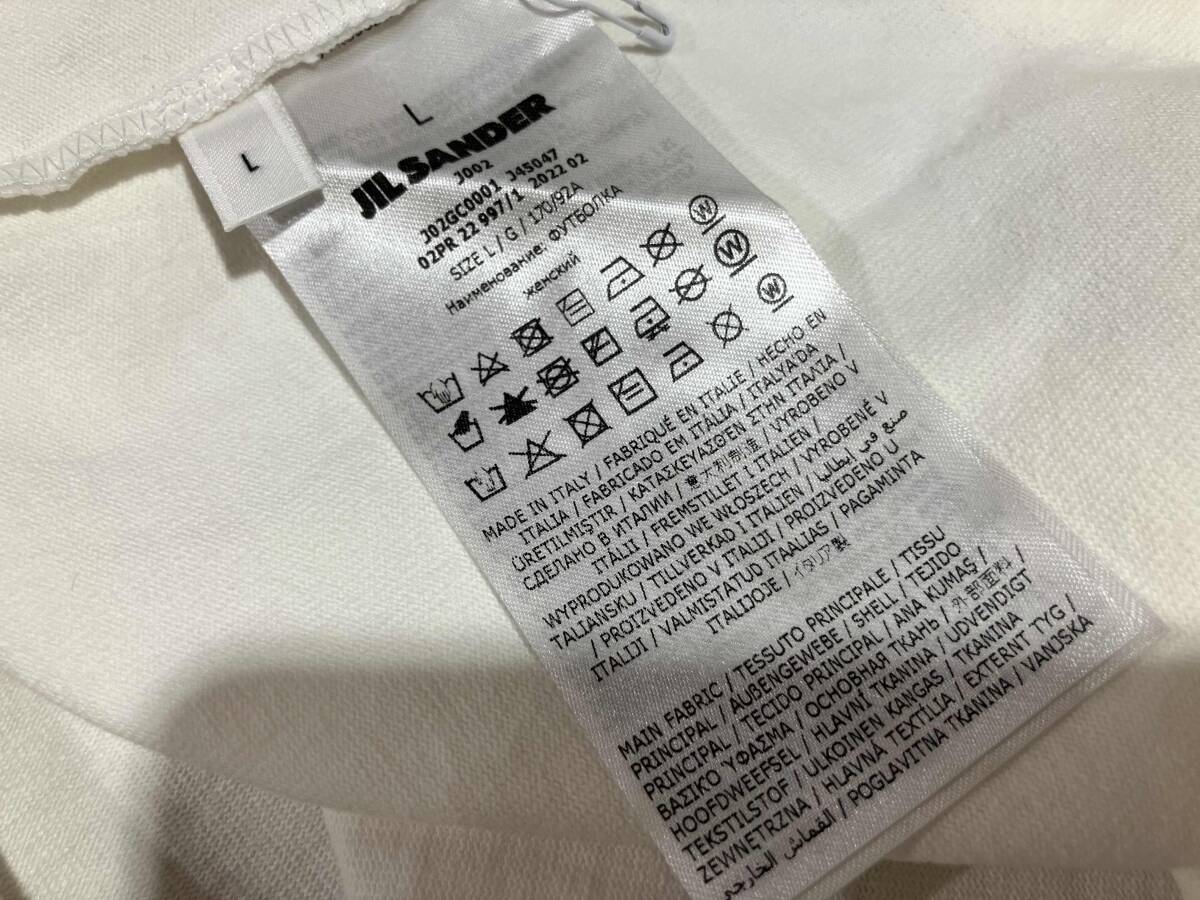 L
L
JIL SANDER
J002
J02GC0001 J45047
02PR 22 997/1 2022 02
SIZE L / G / 170/92A
Наименование: ФУТБОЛКА
женский
MADE IN ITALY / FABRIQUÉ EN ITALIE / HECHO EN
ITALIA / FABRICADO EM ITÁLIA / ITALYA'DA
ÜRETILMIŞTIR / ΚΑΤΑΣΚΕΥΑΣΘΕΝ ΣΤΗΝ ΙΤΑΛΙΑ /
СДЕЛАНО В ИТАЛИИ / 意大利制造 / VYROBENO V
ITÁLII / FREMSTILLET I ITALIEN /
WYPRODUKOWANO WE WŁOSZECH / VYROBENÉ V
TALIANSKU / TILLVERKAD I ITALIEN / صنع في إيطاليا
/ PROIZVEDENO V ITALIJI / PROIZVEDENO U
ITALIJI / VALMISTATUD ITAALIAS / PAGAMINTA
ITALIJOJE / イタリア製
MAIN FABRIC / TESSUTO PRINCIPALE / TISSU
PRINCIPAL / AUßENGEWEBE / SHELL / TEJIDO
PRINCIPAL / TECIDO PRINCIPAL / ANA KUMAŞ /
ΒΑΣΙΚΟ ΥΦΑΣΜΑ / ОСНОВНАЯ ТКАНЬ / 外部面料 /
HOOFDWEEFSEL / HLAVNÍ TKANINA / UDVENDIGT
TEKSTILSTOF / ULKOINEN KANGAS / TKANINA
ZEWNĘTRZNA / HLAVNÁ TEXTILIA / EXTERNT TYG /
القماش الخارجي / POGLAVITNA TKANINA / VANJSKA